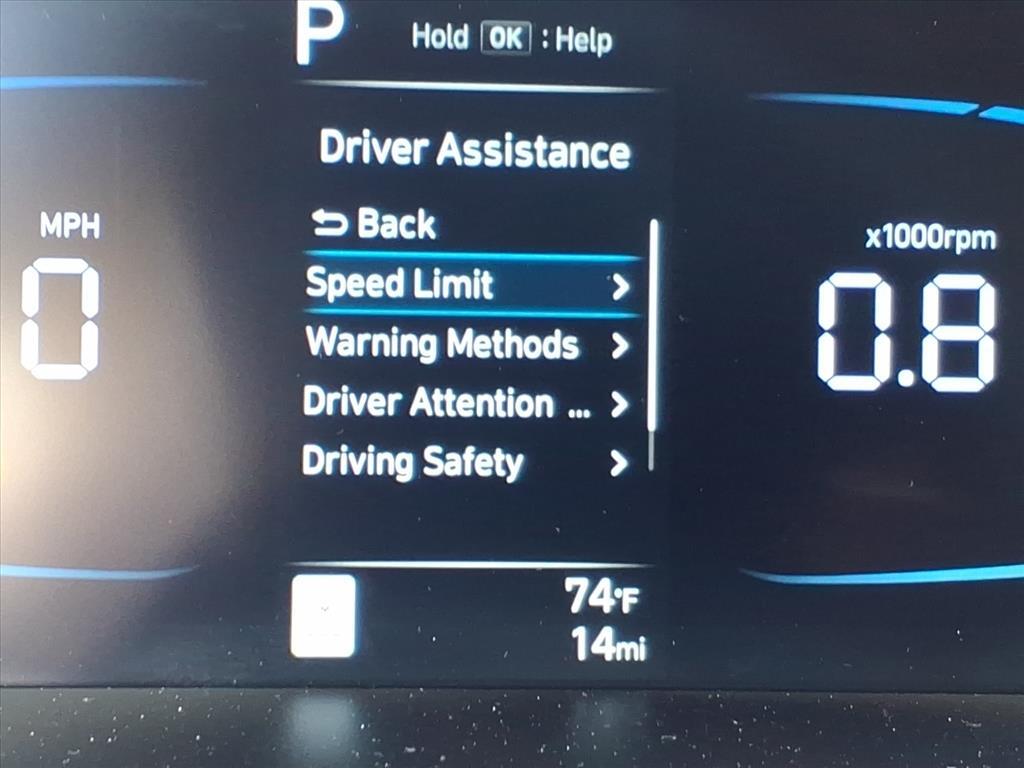 P
Hold OK : Help
Driver Assistance
Back
MPH
x1000rpm
Speed Limit
0
0.8
Warning Methods
Driver Attention ...
Driving Safety
74°F
14mi